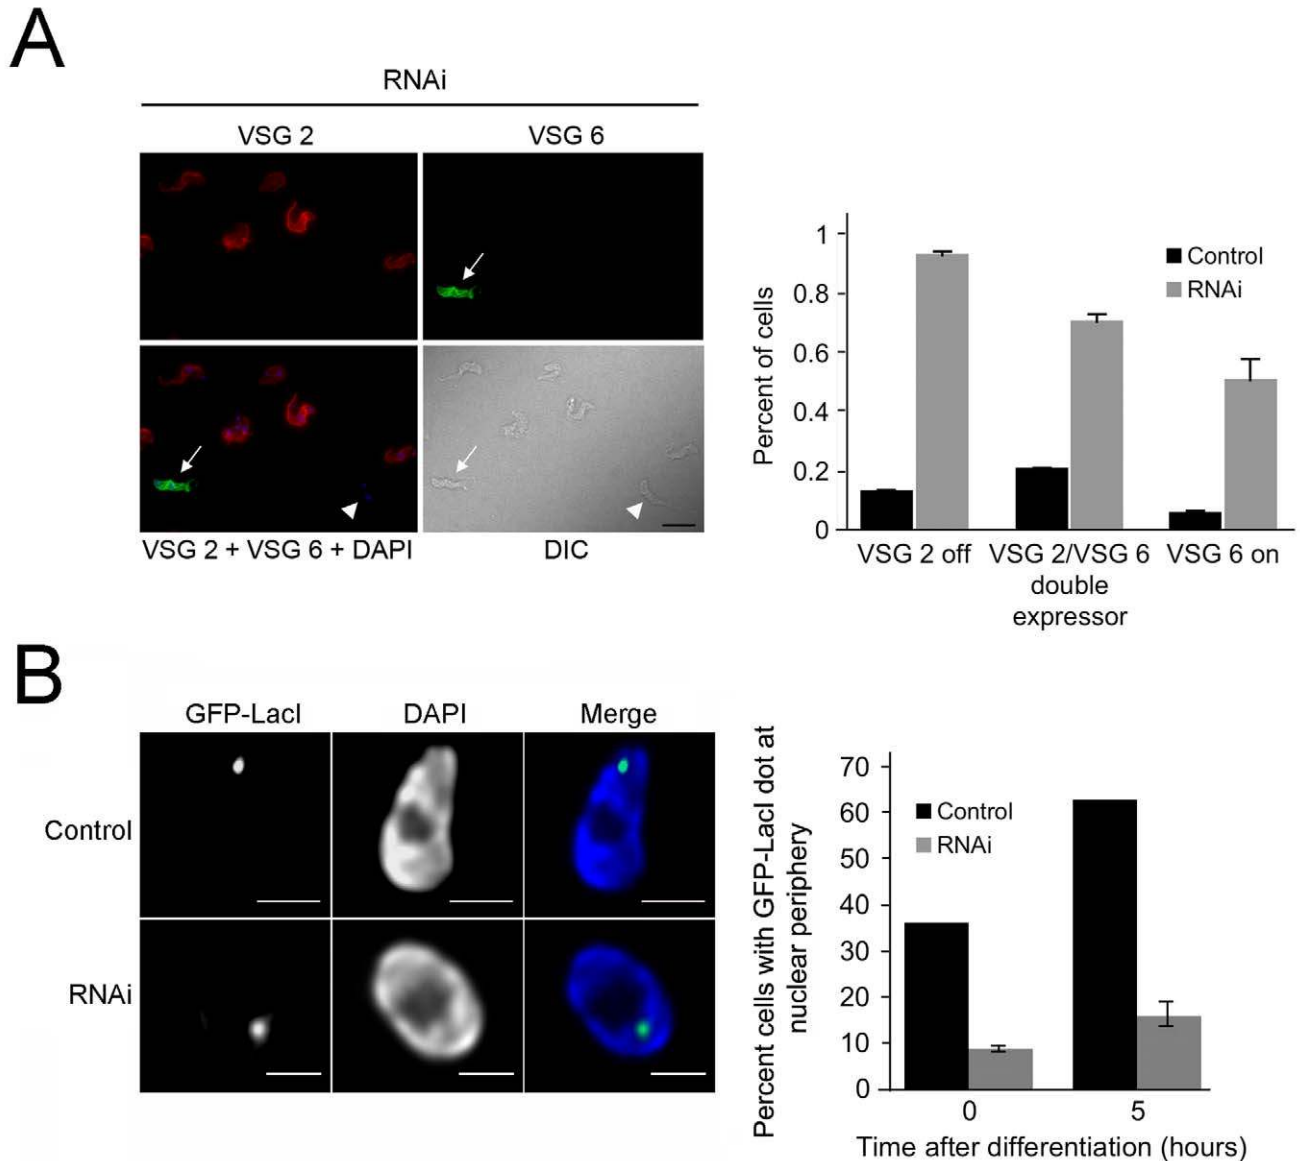 A
RNAi
VSG 2
VSG 6
VSG 2 + VSG 6 + DAPI
DIC
Percent of cells
1
0.8
0.6
0.4
0.2
0
Control
RNAi
VSG 2 off
VSG 2/VSG 6
double
expressor
VSG 6 on
B
GFP-LacI
DAPI
Merge
Control
RNAi
Percent cells with GFP-LacI dot at
nuclear periphery
70
60
50
40
30
20
10
0
Control
RNAi
0
5
Time after differentiation (hours)